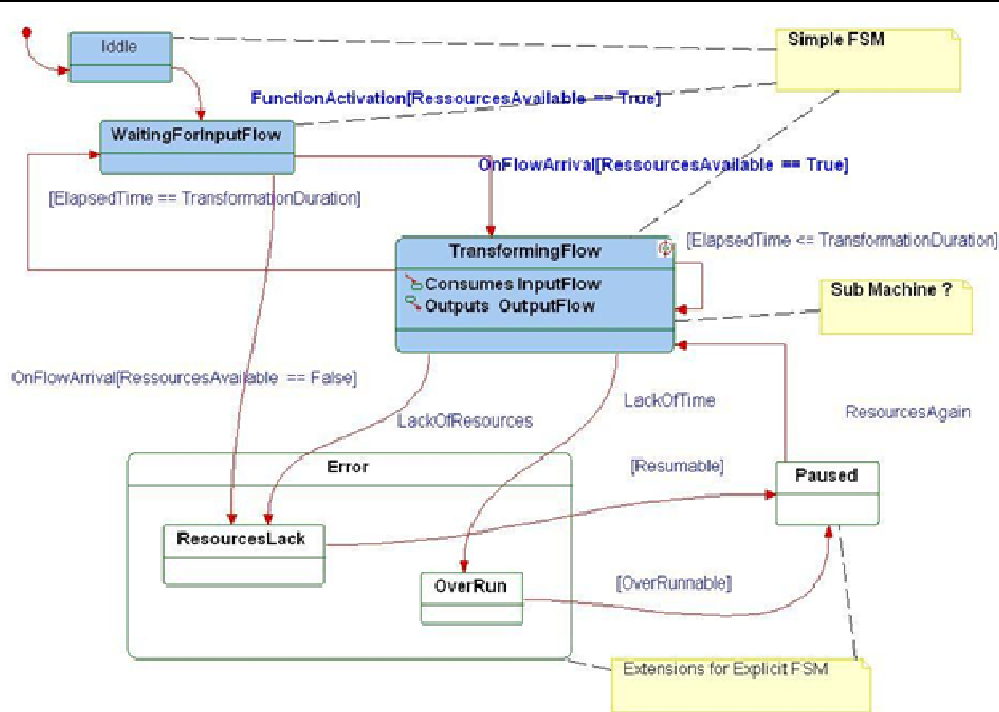 Iddle
Simple FSM
FunctionActivation[RessourcesAvailable == True]
WaitingForInputFlow
OnFlowArrival[RessourcesAvailable == True]
[ElapsedTime == TransformationDuration]
TransformingFlow
[ElapsedTime <= TransformationDuration]
Consumes InputFlow
Outputs OutputFlow
Sub Machine ?
OnFlowArrival[RessourcesAvailable == False]
LackOfResources
LackOfTime
ResourcesAgain
Error
[Resumable]
Paused
ResourcesLack
OverRun
[OverRunnable]
Extensions for Explicit FSM